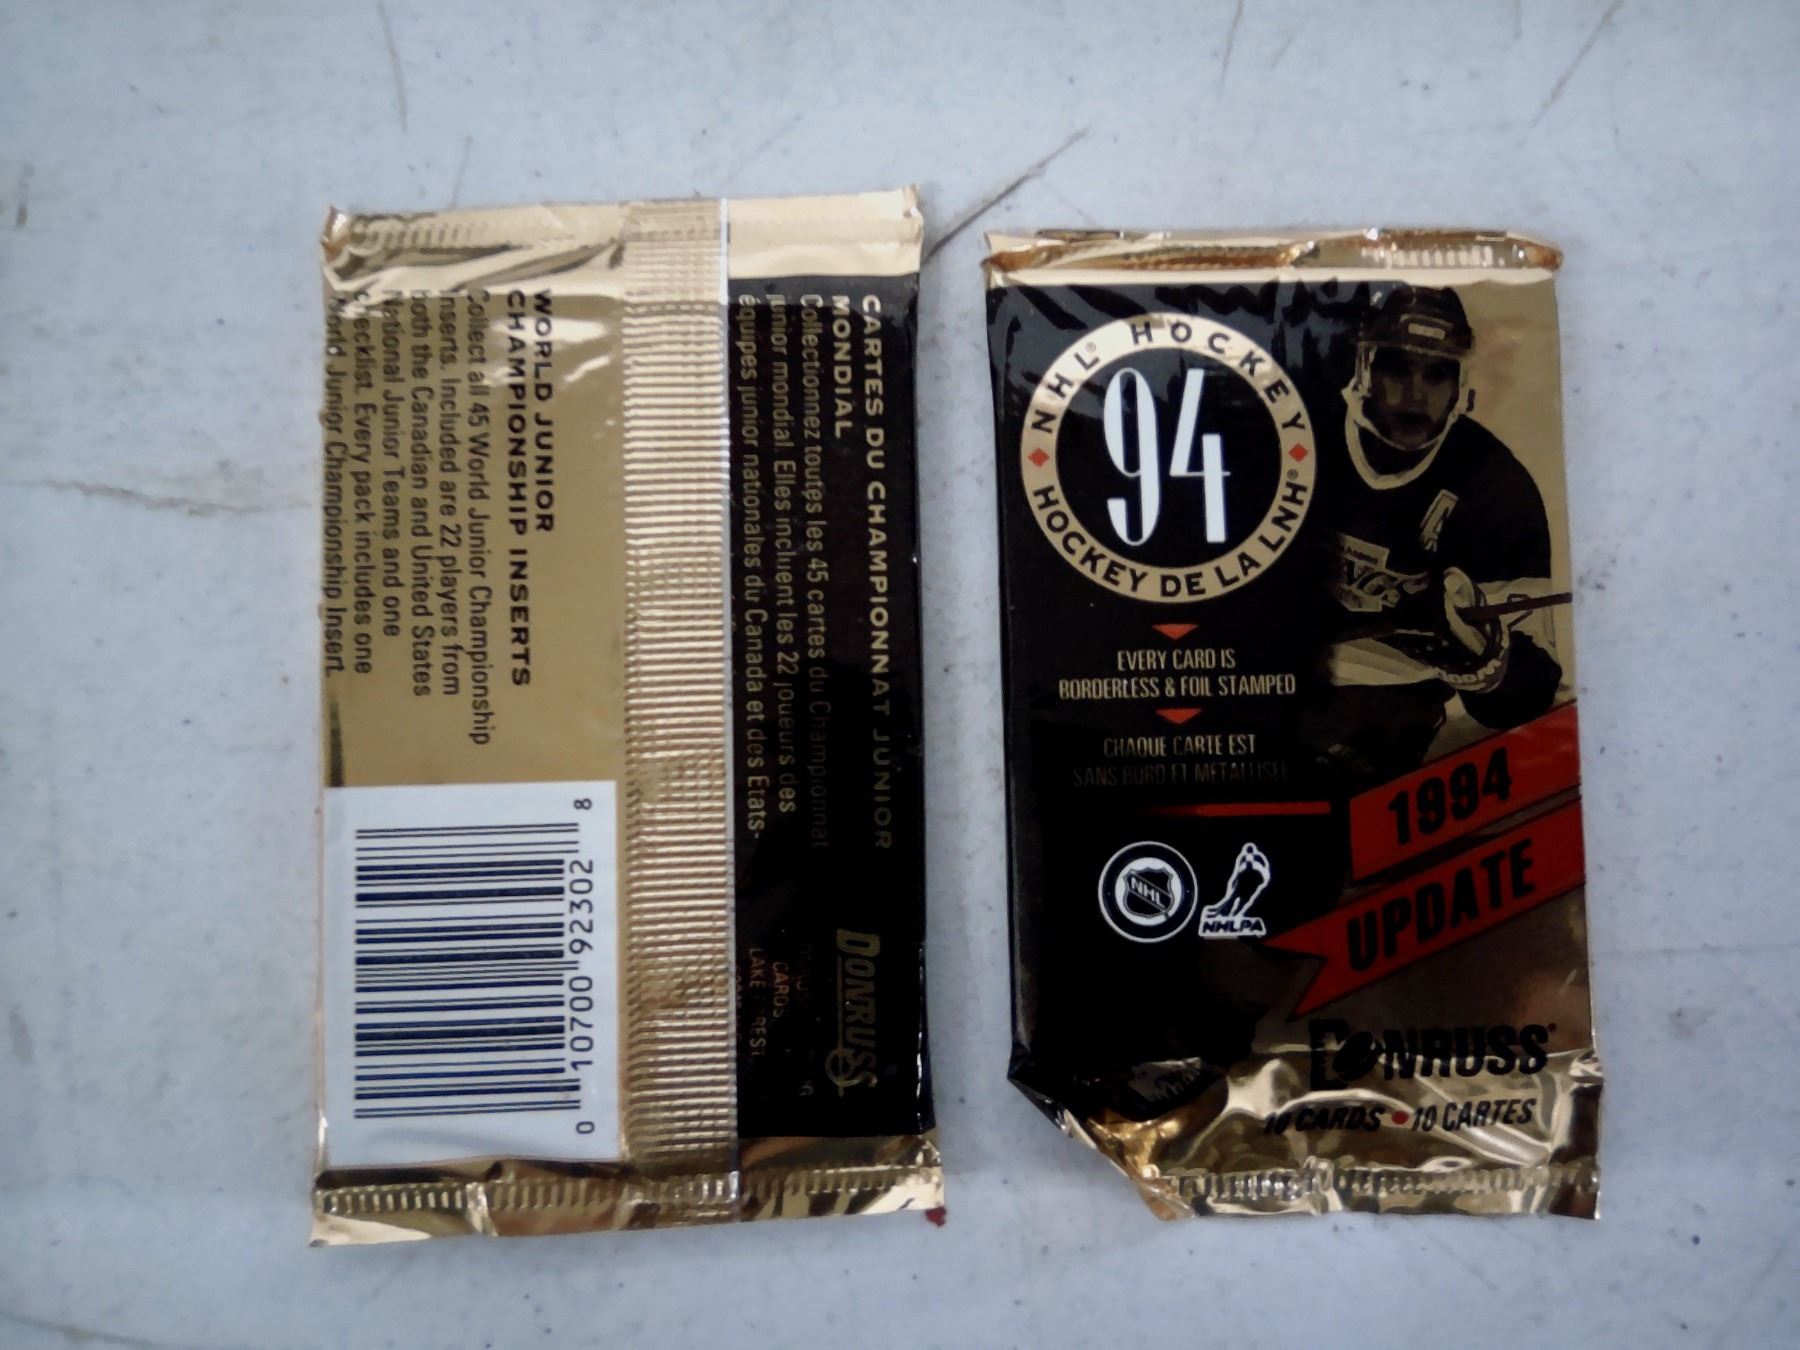 WORLD JUNIOR
CHAMPIONSHIP INSERTS
Collect all 45 World Junior Championship
Inserts. Included are 22 players from
both the Canadian and United States
National Junior Teams and one
checklist. Every pack includes one
World Junior Championship Insert.
0 10700 92302 8
CARTES DU CHAMPIONNAT JUNIOR
MONDIAL
Collectionnez toutes les 45 cartes du Championnat
junior mondial. Elles incluent les 22 joueurs des
équipes junior nationales du Canada et des États-
DONRUSS
CARDS
LAKE
NHL® HOCKEY
94
HOCKEY DE LA LNH®
EVERY CARD IS
BORDERLESS & FOIL STAMPED
CHAQUE CARTE EST
SANS BORD ET METALLISÉE
NHL
NHLPA
1994
UPDATE
DONRUSS®
10 CARDS • 10 CARTES